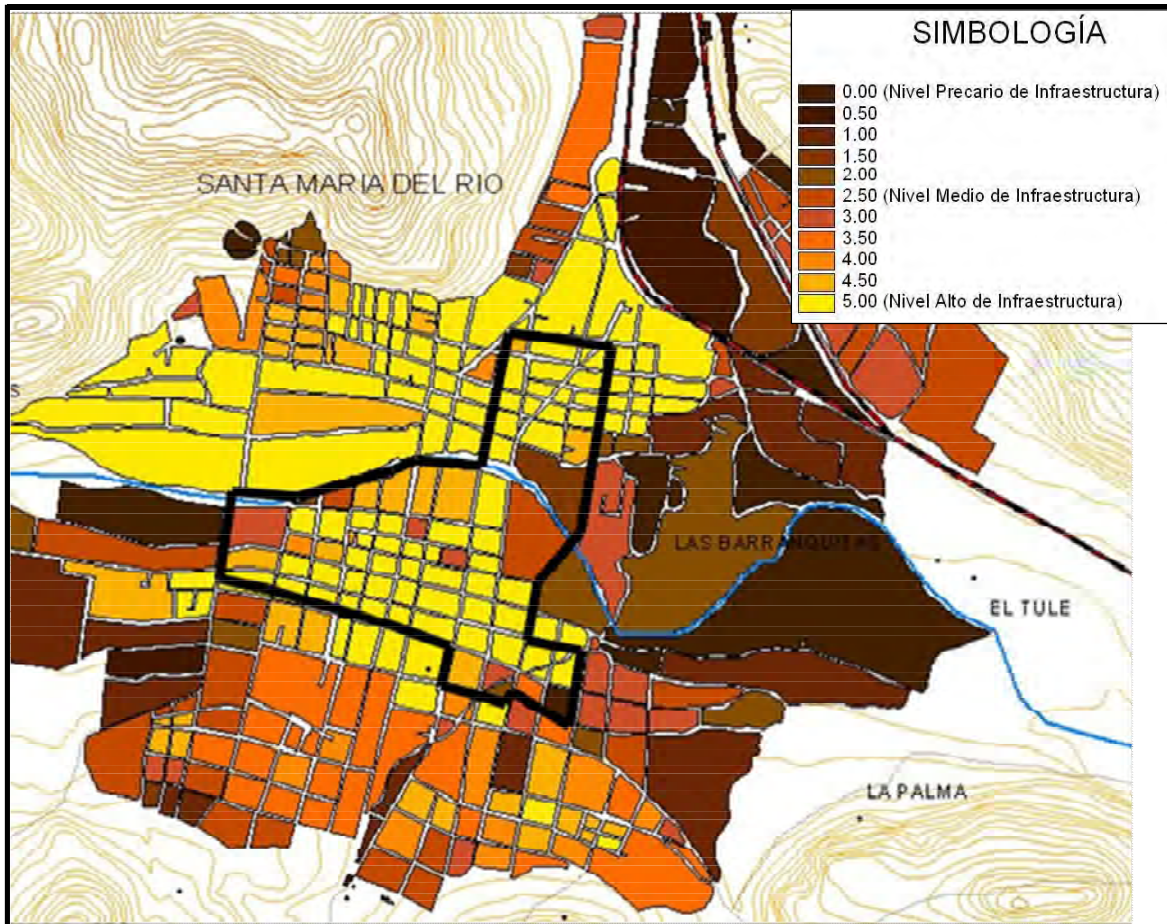 SIMBOLOGÍA
0.00 (Nivel Precario de Infraestructura)
0.50
1.00
1.50
2.00
2.50 (Nivel Medio de Infraestructura)
3.00
3.50
4.00
4.50
5.00 (Nivel Alto de Infraestructura)
SANTA MARIA DEL RIO
S
LAS BARRANQUITAS
EL TULE
LA PALMA